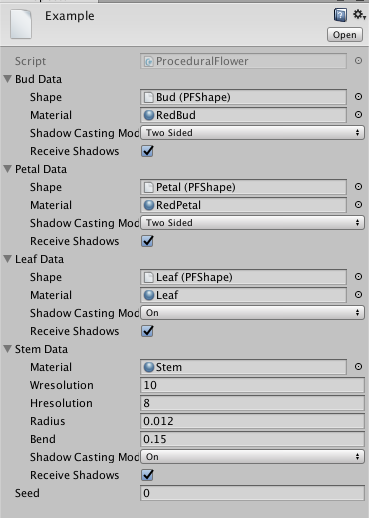 Example
Open
Script ProceduralFlower
Bud Data
Shape Bud (PFShape)
Material RedBud
Shadow Casting Mod Two Sided
Receive Shadows
Petal Data
Shape Petal (PFShape)
Material RedPetal
Shadow Casting Mod Two Sided
Receive Shadows
Leaf Data
Shape Leaf (PFShape)
Material Leaf
Shadow Casting Mod On
Receive Shadows
Stem Data
Material Stem
Wresolution 10
Hresolution 8
Radius 0.012
Bend 0.15
Shadow Casting Mod On
Receive Shadows
Seed 0